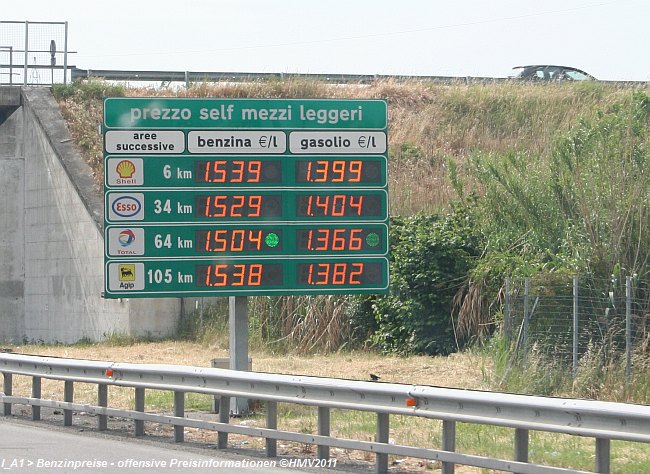 prezzo self mezzi leggeri
aree successive benzina €/l gasolio €/l
Shell 6 km 1.539 1.399
Esso 34 km 1.529 1.404
TOTAL 64 km 1.504 1.366
Agip 105 km 1.538 1.382
I_A1 > Benzinpreise - offensive Preisinformationen ©HMV2011